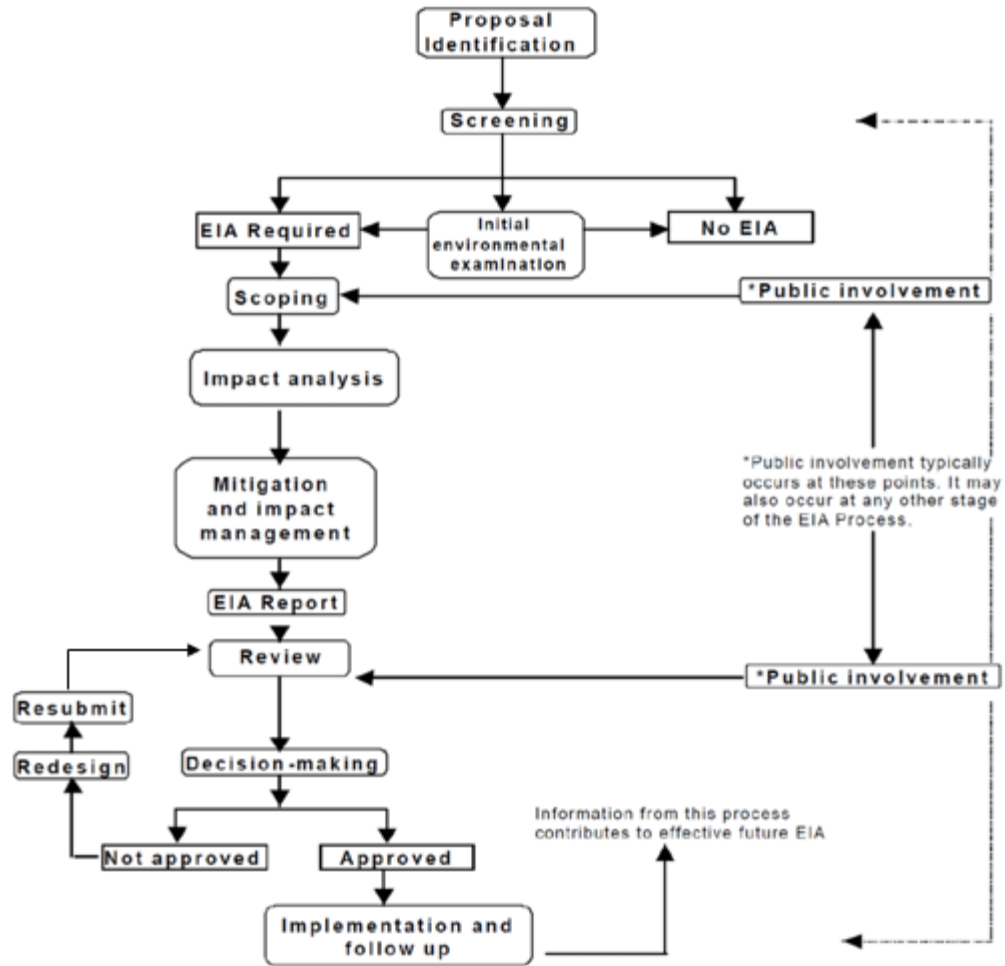 Proposal
Identification
Screening
EIA Required
Initial
environmental
examination
No EIA
Scoping
*Public involvement
Impact analysis
Mitigation
and impact
management
*Public involvement typically
occurs at these points. It may
also occur at any other stage
of the EIA Process.
EIA Report
Review
*Public involvement
Resubmit
Redesign
Decision-making
Information from this process
contributes to effective future EIA
Not approved
Approved
Implementation and
follow up